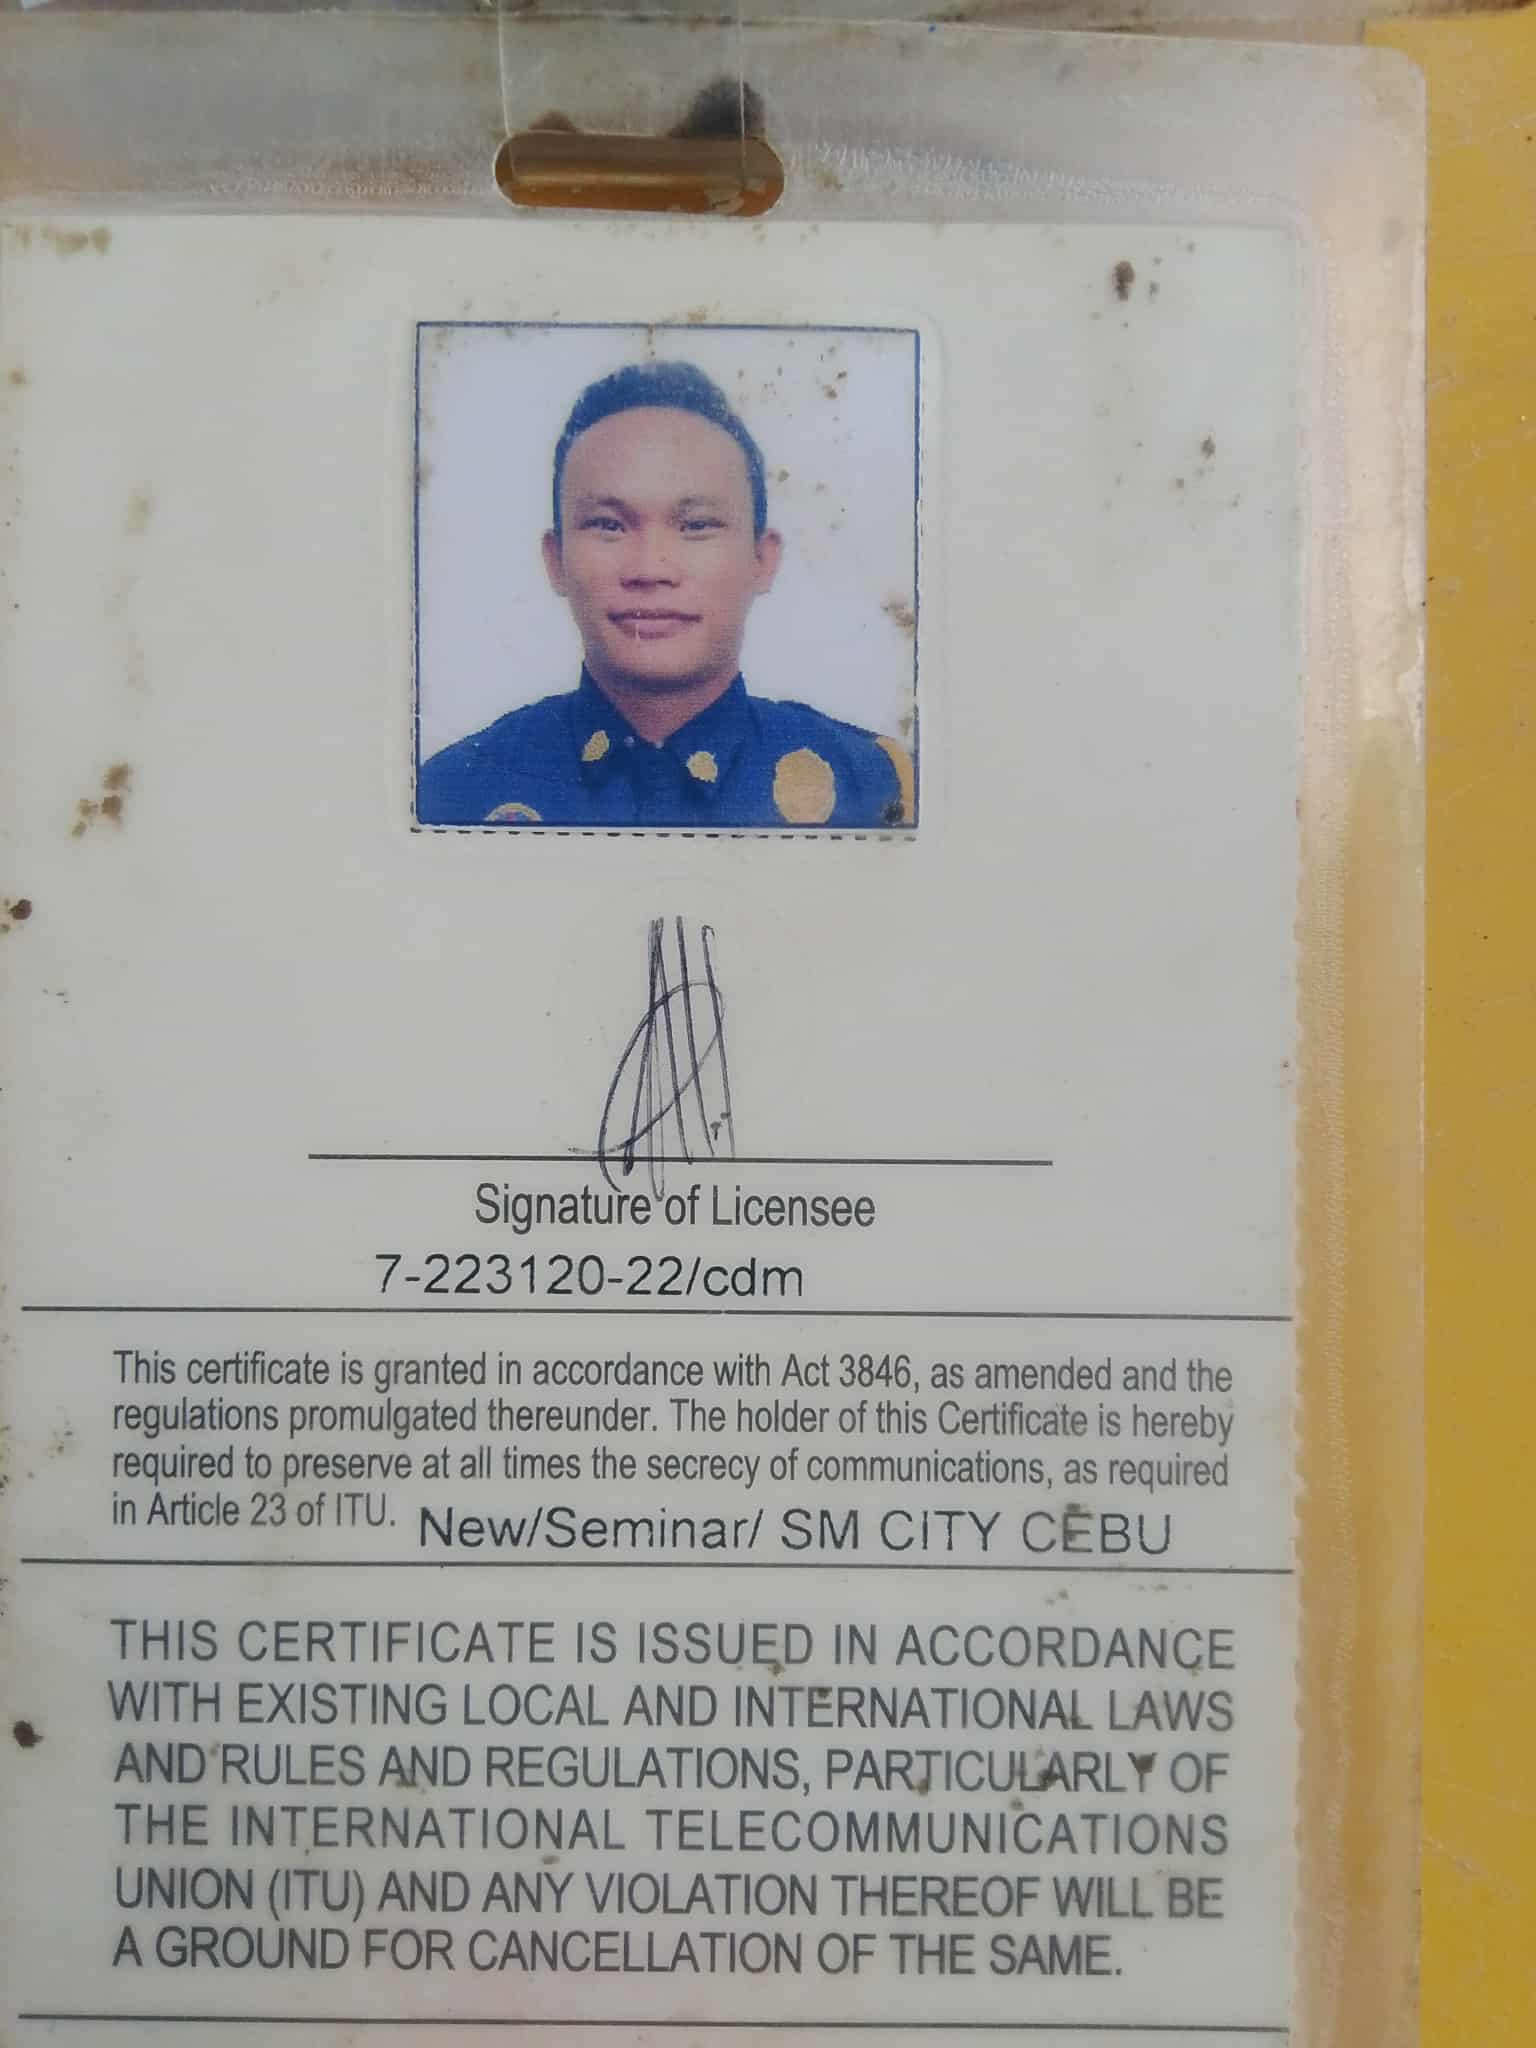 Signature of Licensee
7-223120-22/cdm
This certificate is granted in accordance with Act 3846, as amended and the
regulations promulgated thereunder. The holder of this Certificate is hereby
required to preserve at all times the secrecy of communications, as required
in Article 23 of ITU. New/Seminar/ SM CITY CEBU
THIS CERTIFICATE IS ISSUED IN ACCORDANCE
WITH EXISTING LOCAL AND INTERNATIONAL LAWS
AND RULES AND REGULATIONS, PARTICULARLY OF
THE INTERNATIONAL TELECOMMUNICATIONS
UNION (ITU) AND ANY VIOLATION THEREOF WILL BE
A GROUND FOR CANCELLATION OF THE SAME.